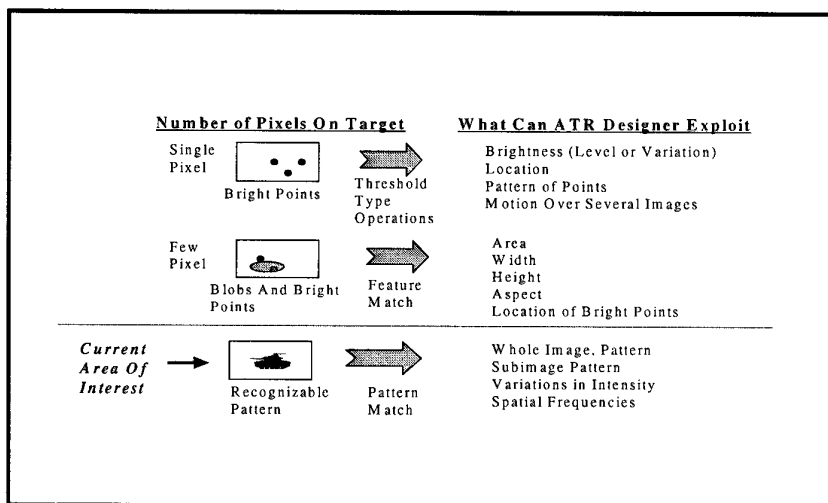 Number of Pixels On Target
What Can ATR Designer Exploit
Single
Pixel
Bright Points
Threshold
Type
Operations
Brightness (Level or Variation)
Location
Pattern of Points
Motion Over Several Images
Few
Pixel
Blobs And Bright
Points
Feature
Match
Area
Width
Height
Aspect
Location of Bright Points
Current
Area Of
Interest
Recognizable
Pattern
Pattern
Match
Whole Image, Pattern
Subimage Pattern
Variations in Intensity
Spatial Frequencies